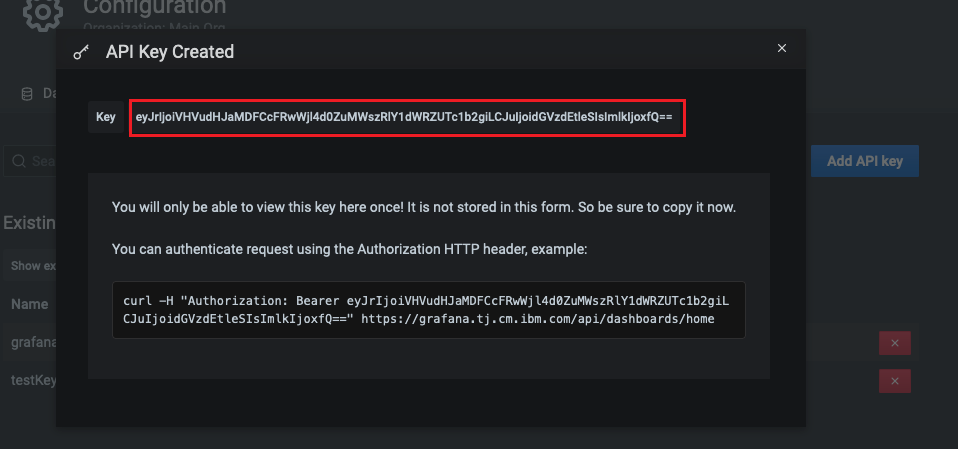 Configuration
Organization: Main Org.
API Key Created
Da
Key eyJrIjoiVHVudHJaMDFCcFRwWjl4d0ZuMWszRlY1dWRZUTc1b2giLCJuIjoidGVzdEtleSIsImlkIjoxfQ==
Sea
Add API key
You will only be able to view this key here once! It is not stored in this form. So be sure to copy it now.
Existin
You can authenticate request using the Authorization HTTP header, example:
Show ex
Name
curl -H "Authorization: Bearer eyJrIjoiVHVudHJaMDFCcFRwWjl4d0ZuMWszRlY1dWRZUTc1b2giL
CJuIjoidGVzdEtleSIsImlkIjoxfQ==" https://grafana.tj.cm.ibm.com/api/dashboards/home
grafana
testKey